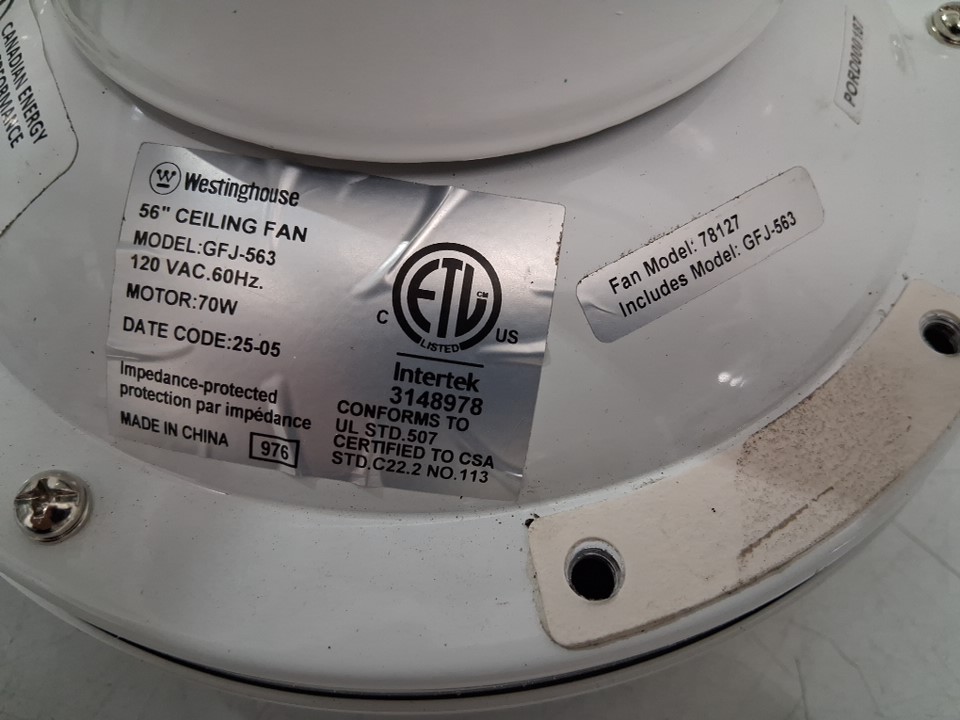 CANADIAN ENERGY
PERFORMANCE
W
Westinghouse
56" CEILING FAN
MODEL:GFJ-563
120 VAC.60Hz.
MOTOR:70W
DATE CODE:25-05
Impedance-protected
protection par impédance
MADE IN CHINA
976
ETL CM
C US
LISTED
Intertek
3148978
CONFORMS TO
UL STD.507
CERTIFIED TO CSA
STD.C22.2 NO.113
Fan Model: 78127
Includes Model: GFJ-563